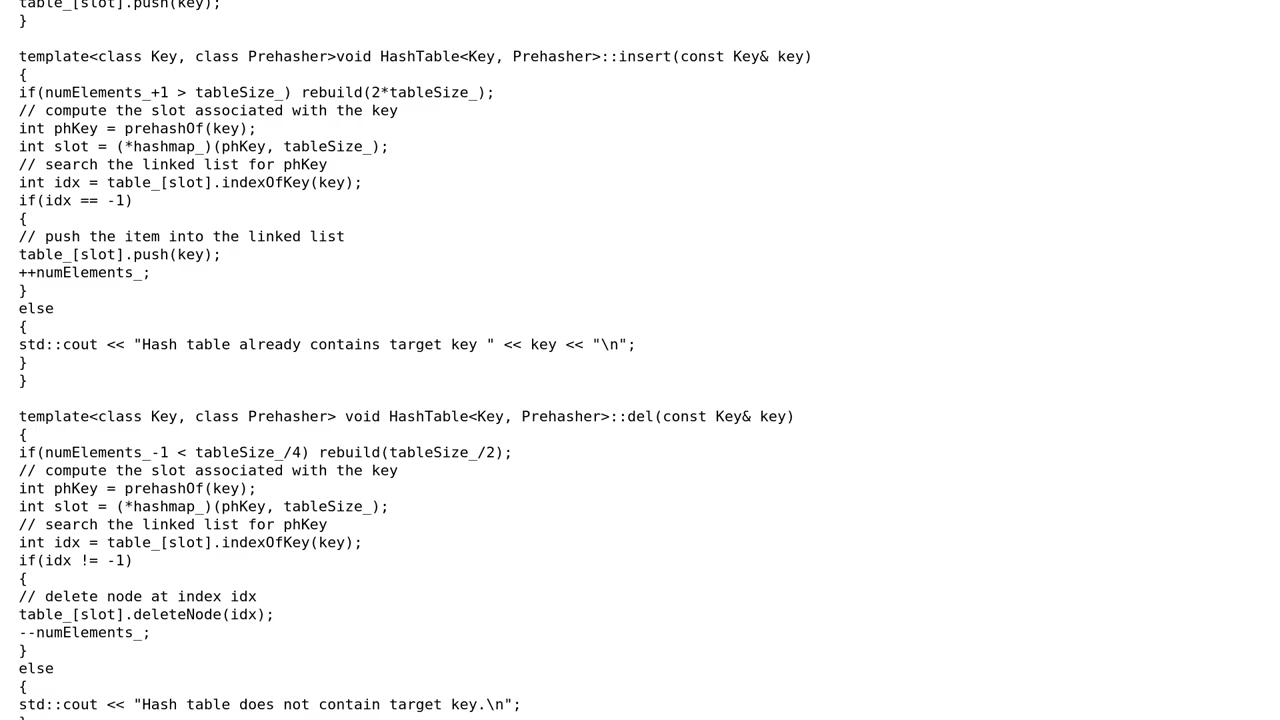 table_[slot].push(key);
}
template<class Key, class Prehasher>void HashTable<Key, Prehasher>::insert(const Key& key)
{
if(numElements_+1 > tableSize_) rebuild(2*tableSize_);
// compute the slot associated with the key
int phKey = prehashOf(key);
int slot = (*hashmap_)(phKey, tableSize_);
// search the linked list for phKey
int idx = table_[slot].indexOfKey(key);
if(idx == -1)
{
// push the item into the linked list
table_[slot].push(key);
++numElements_;
}
else
{
std::cout << "Hash table already contains target key " << key << "\n";
}
}
template<class Key, class Prehasher> void HashTable<Key, Prehasher>::del(const Key& key)
{
if(numElements_-1 < tableSize_/4) rebuild(tableSize_/2);
// compute the slot associated with the key
int phKey = prehashOf(key);
int slot = (*hashmap_)(phKey, tableSize_);
// search the linked list for phKey
int idx = table_[slot].indexOfKey(key);
if(idx != -1)
{
// delete node at index idx
table_[slot].deleteNode(idx);
--numElements_;
}
else
{
std::cout << "Hash table does not contain target key.\n";
}